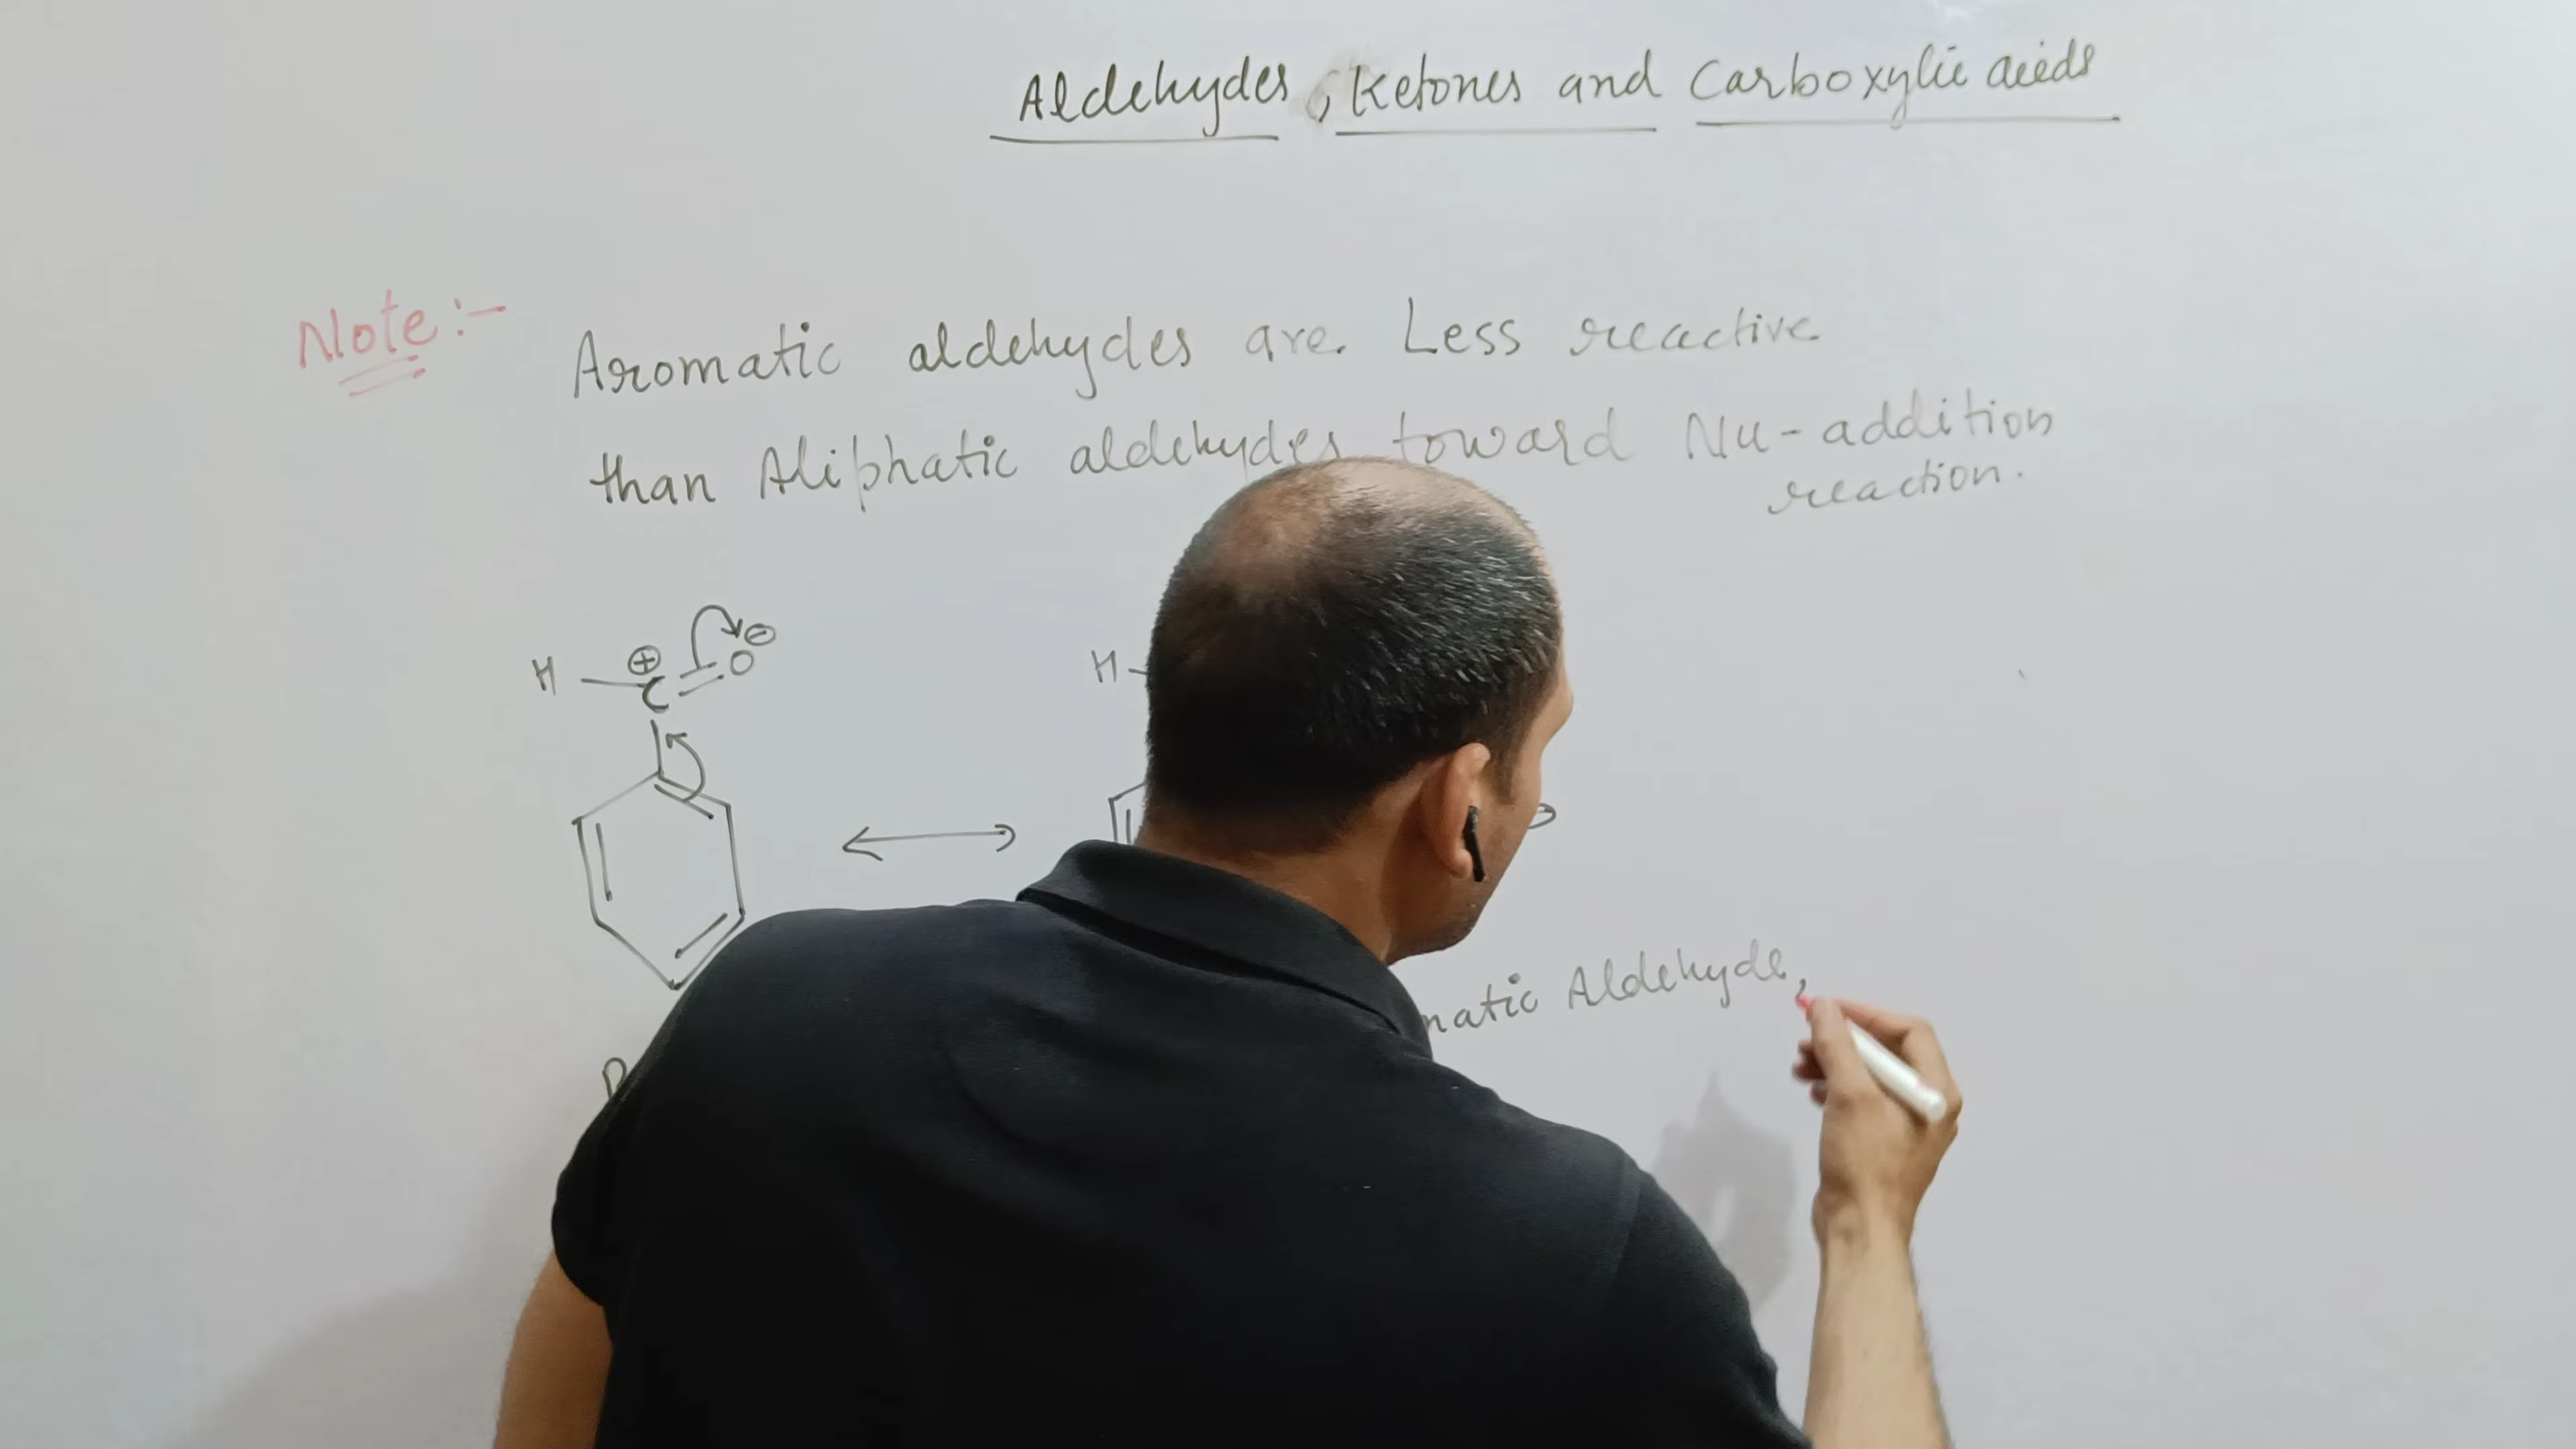 Aldehydes, Ketones and Carboxylic acids
Note:-
Aromatic aldehydes are Less reactive
than Aliphatic aldehydes toward Nu-addition
reaction.
H C O
H
matic Aldehyde,